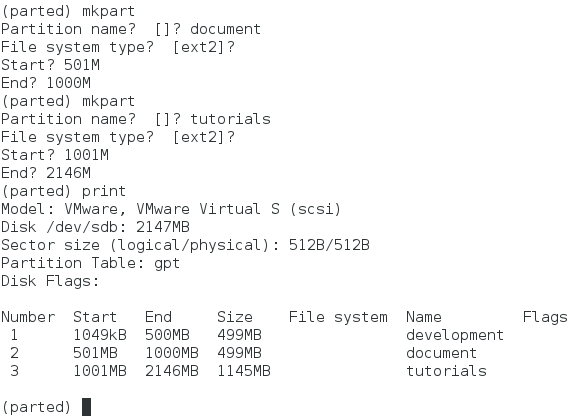 (parted) mkpart
Partition name?  []? document
File system type?  [ext2]?
Start? 501M
End? 1000M
(parted) mkpart
Partition name?  []? tutorials
File system type?  [ext2]?
Start? 1001M
End? 2146M
(parted) print
Model: VMware, VMware Virtual S (scsi)
Disk /dev/sdb: 2147MB
Sector size (logical/physical): 512B/512B
Partition Table: gpt
Disk Flags:
Number  Start   End     Size    File system  Name         Flags
 1      1049kB  500MB   499MB                development
 2      501MB   1000MB  499MB                document
 3      1001MB  2146MB  1145MB               tutorials
(parted)